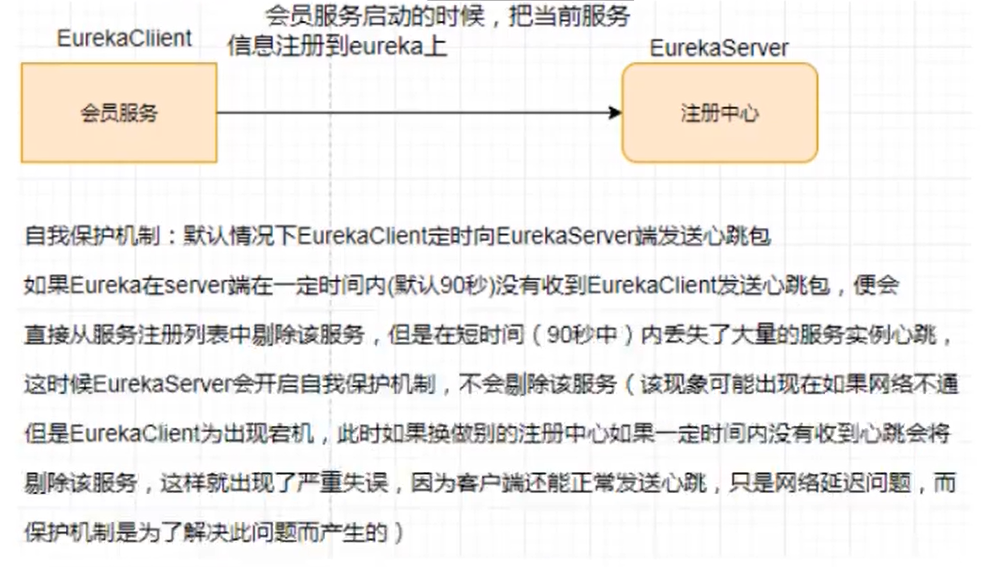 会员服务启动的时候，把当前服务
信息注册到eureka上
EurekaCliient
EurekaServer
会员服务
注册中心
自我保护机制：默认情况下EurekaClient定时向EurekaServer端发送心跳包
如果Eureka在server端在一定时间内(默认90秒)没有收到EurekaClient发送心跳包，便会
直接从服务注册列表中剔除该服务，但是在短时间（90秒中）内丢失了大量的服务实例心跳，
这时候EurekaServer会开启自我保护机制，不会剔除该服务（该现象可能出现在如果网络不通
但是EurekaClient为出现宕机，此时如果换做别的注册中心如果一定时间内没有收到心跳会将
剔除该服务，这样就出现了严重失误，因为客户端还能正常发送心跳，只是网络延迟问题，而
保护机制是为了解决此问题而产生的）